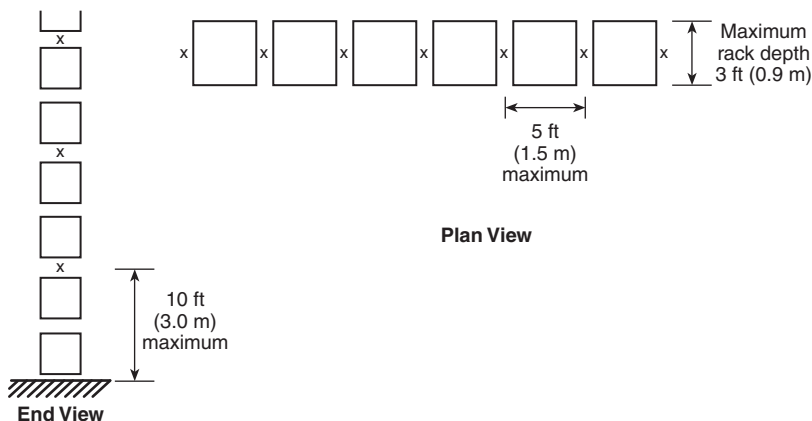 x
x
x
10 ft
(3.0 m)
maximum
End View
x x x x x x x
Maximum
rack depth
3 ft (0.9 m)
5 ft
(1.5 m)
maximum
Plan View